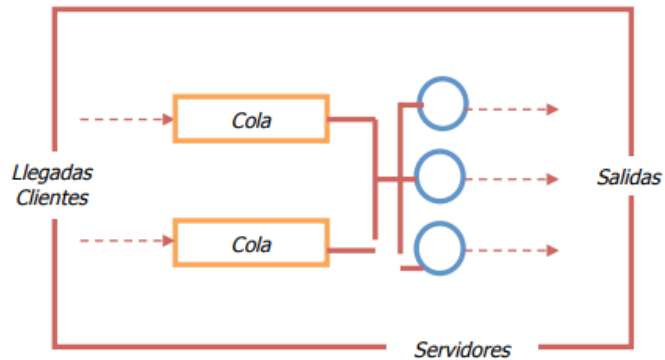 Cola
Llegadas
Clientes
Salidas
Cola
Servidores